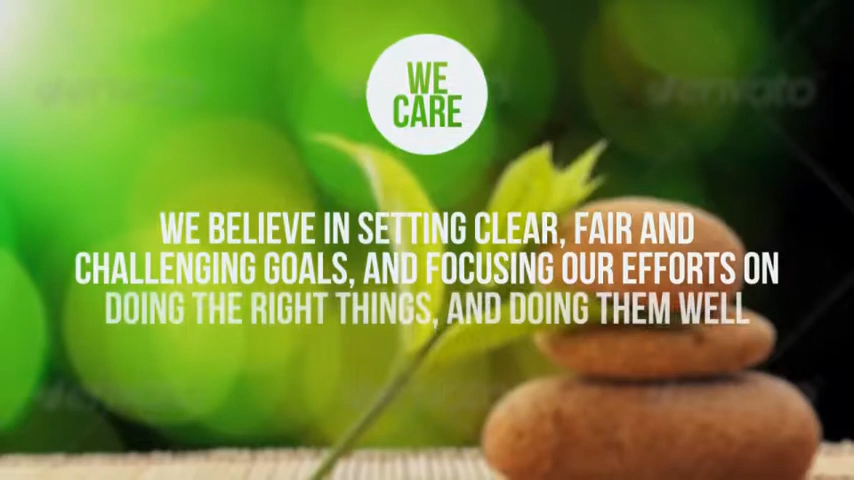 WE
CARE
envato
WE BELIEVE IN SETTING CLEAR, FAIR AND
CHALLENGING GOALS, AND FOCUSING OUR EFFORTS ON
DOING THE RIGHT THINGS, AND DOING THEM WELL